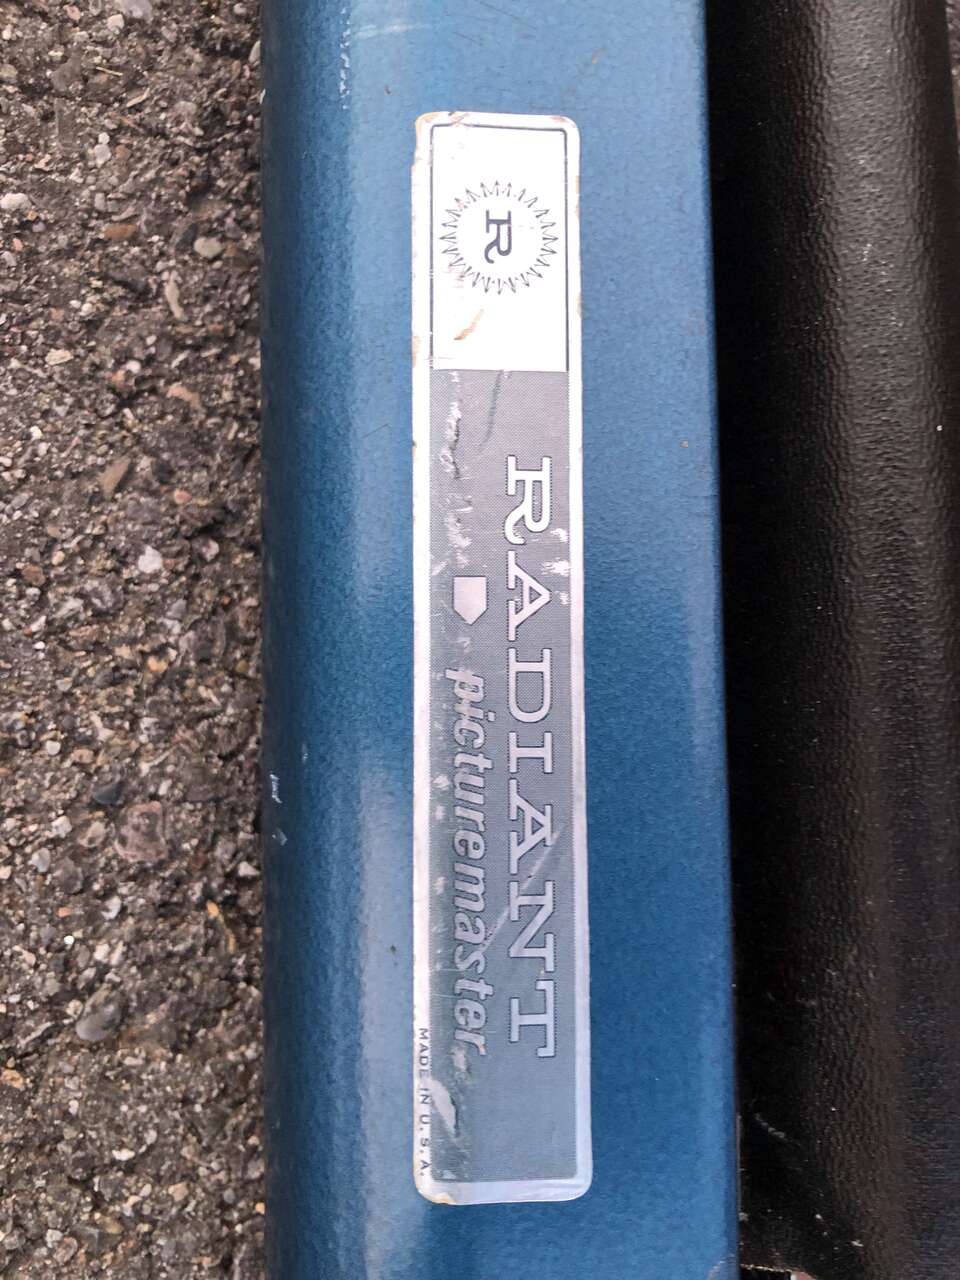 R
RADIANT
picturemaster
MADE IN U.S.A.